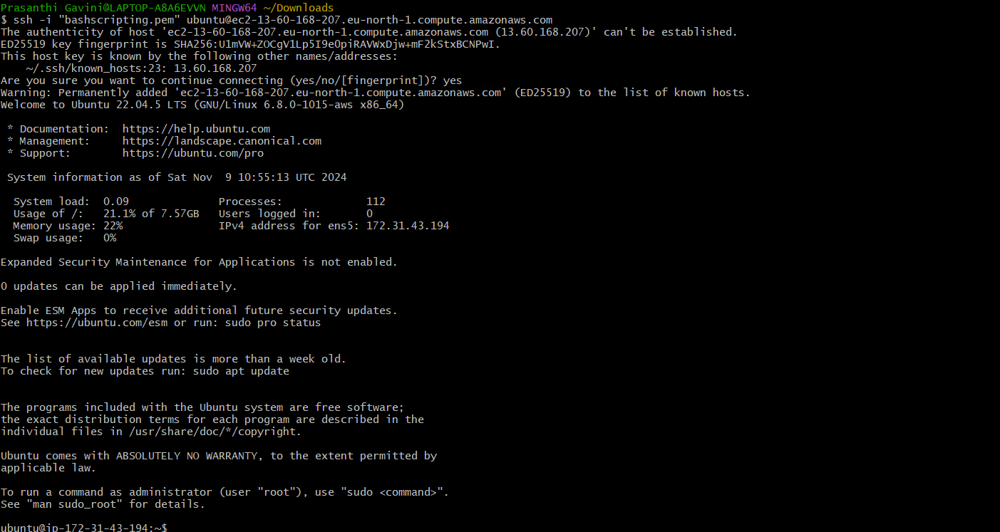 Prasanthi Gavini@LAPTOP-A8A6EVVN MINGW64 ~/Downloads
$ ssh -i "bashscripting.pem" ubuntu@ec2-13-60-168-207.eu-north-1.compute.amazonaws.com
The authenticity of host 'ec2-13-60-168-207.eu-north-1.compute.amazonaws.com (13.60.168.207)' can't be established.
ED25519 key fingerprint is SHA256:U1mVW+ZOCgV1Lp5I9eOpiRAVWxDjw+mF2kStxBCNPwI.
This host key is known by the following other names/addresses:
    ~/.ssh/known_hosts:23: 13.60.168.207
Are you sure you want to continue connecting (yes/no/[fingerprint])? yes
Warning: Permanently added 'ec2-13-60-168-207.eu-north-1.compute.amazonaws.com' (ED25519) to the list of known hosts.
Welcome to Ubuntu 22.04.5 LTS (GNU/Linux 6.8.0-1015-aws x86_64)

 * Documentation:  https://help.ubuntu.com
 * Management:     https://landscape.canonical.com
 * Support:        https://ubuntu.com/pro

 System information as of Sat Nov  9 10:55:13 UTC 2024

  System load:  0.09              Processes:             112
  Usage of /:   21.1% of 7.57GB   Users logged in:       0
  Memory usage: 22%               IPv4 address for ens5: 172.31.43.194
  Swap usage:   0%

Expanded Security Maintenance for Applications is not enabled.

0 updates can be applied immediately.

Enable ESM Apps to receive additional future security updates.
See https://ubuntu.com/esm or run: sudo pro status


The list of available updates is more than a week old.
To check for new updates run: sudo apt update


The programs included with the Ubuntu system are free software;
the exact distribution terms for each program are described in the
individual files in /usr/share/doc/*/copyright.

Ubuntu comes with ABSOLUTELY NO WARRANTY, to the extent permitted by
applicable law.

To run a command as administrator (user "root"), use "sudo <command>".
See "man sudo_root" for details.

ubuntu@ip-172-31-43-194:~$